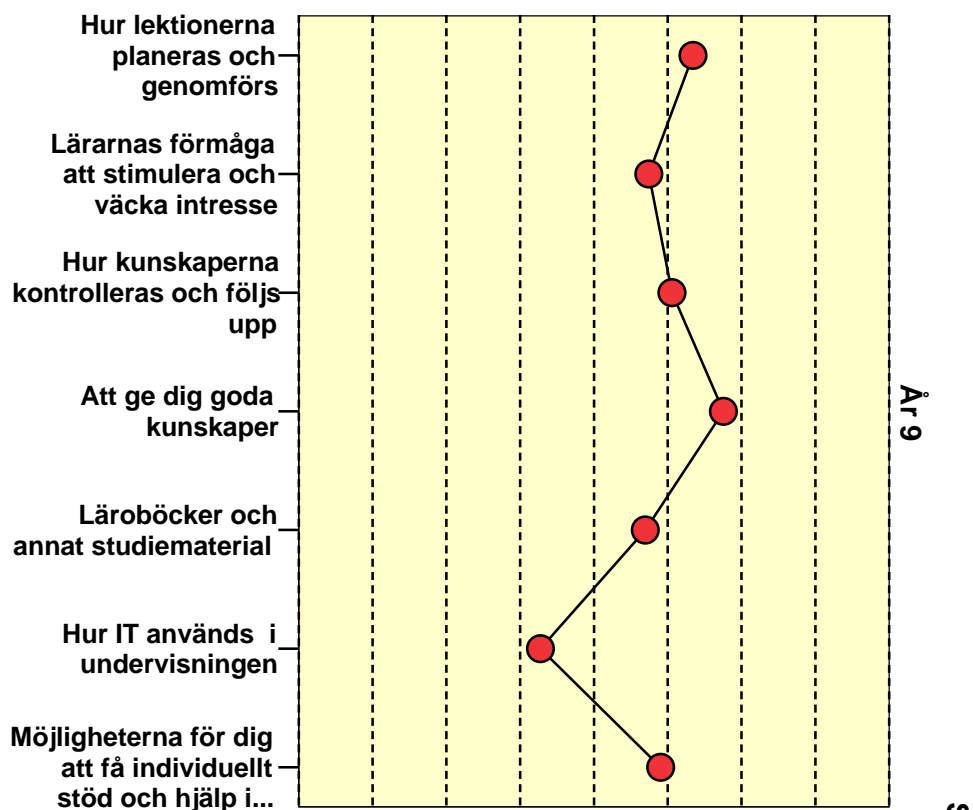 Hur lektionerna
planeras och
genomförs
Lärarnas förmåga
att stimulera och
väcka intresse
Hur kunskaperna
kontrolleras och följs
upp
Att ge dig goda
kunskaper
Läroböcker och
annat studiematerial
Hur IT används i
undervisningen
Möjligheterna för dig
att få individuellt
stöd och hjälp i...
År 9